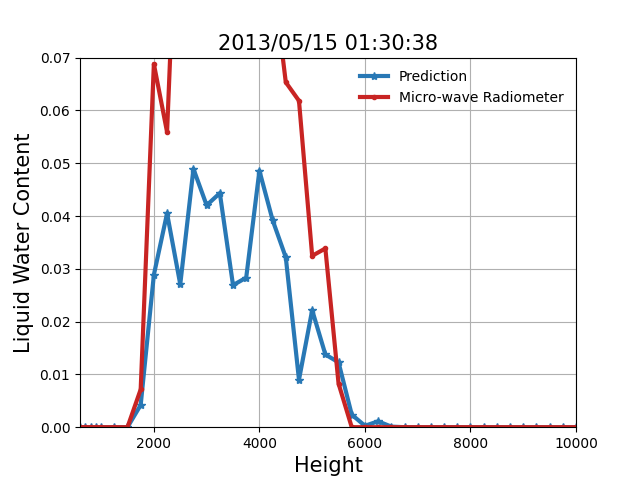 2013/05/15 01:30:38
Prediction
Micro-wave Radiometer
Liquid Water Content
0.07
0.06
0.05
0.04
0.03
0.02
0.01
0.00
2000 4000 6000 8000 10000
Height